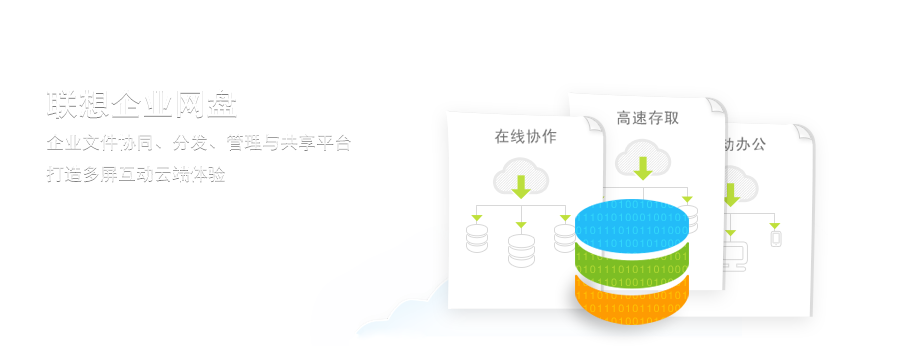 联想企业网盘
企业文件协同、分发、管理与共享平台
打造多屏互动云端体验
在线协作
高速存取
动办公